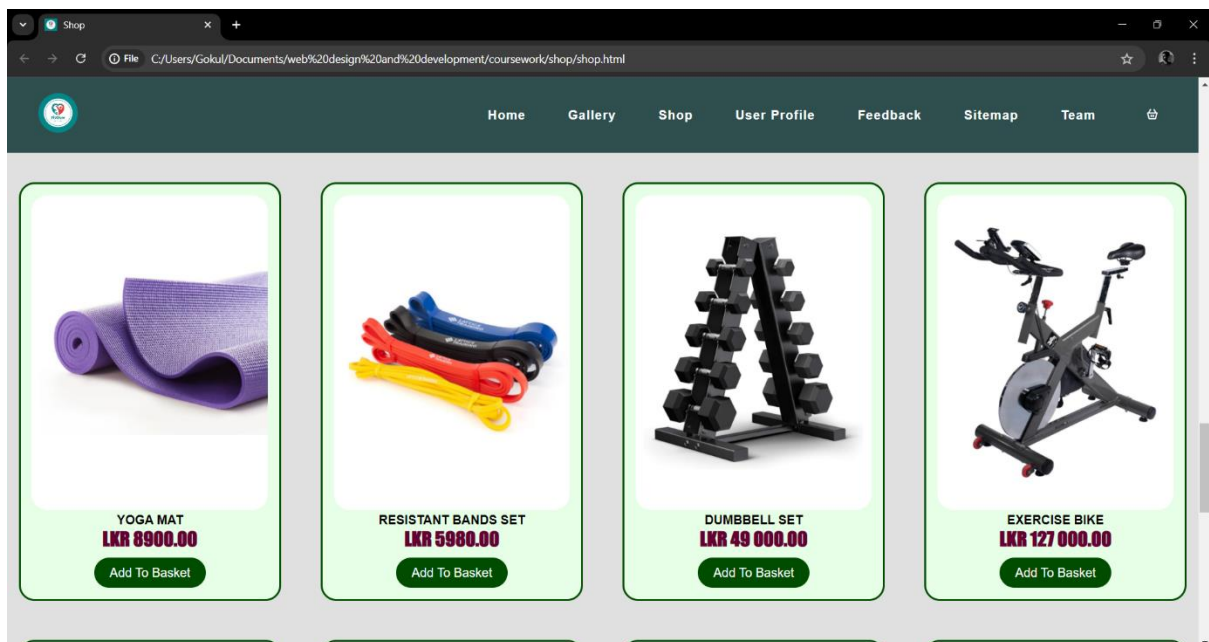 Shop
File C:/Users/Gokul/Documents/web%20design%20and%20development/coursework/shop/shop.html
Home Gallery Shop User Profile Feedback Sitemap Team
YOGA MAT
LKR 8900.00
Add To Basket
RESISTANT BANDS SET
LKR 5980.00
Add To Basket
DUMBBELL SET
LKR 49 000.00
Add To Basket
EXERCISE BIKE
LKR 127 000.00
Add To Basket